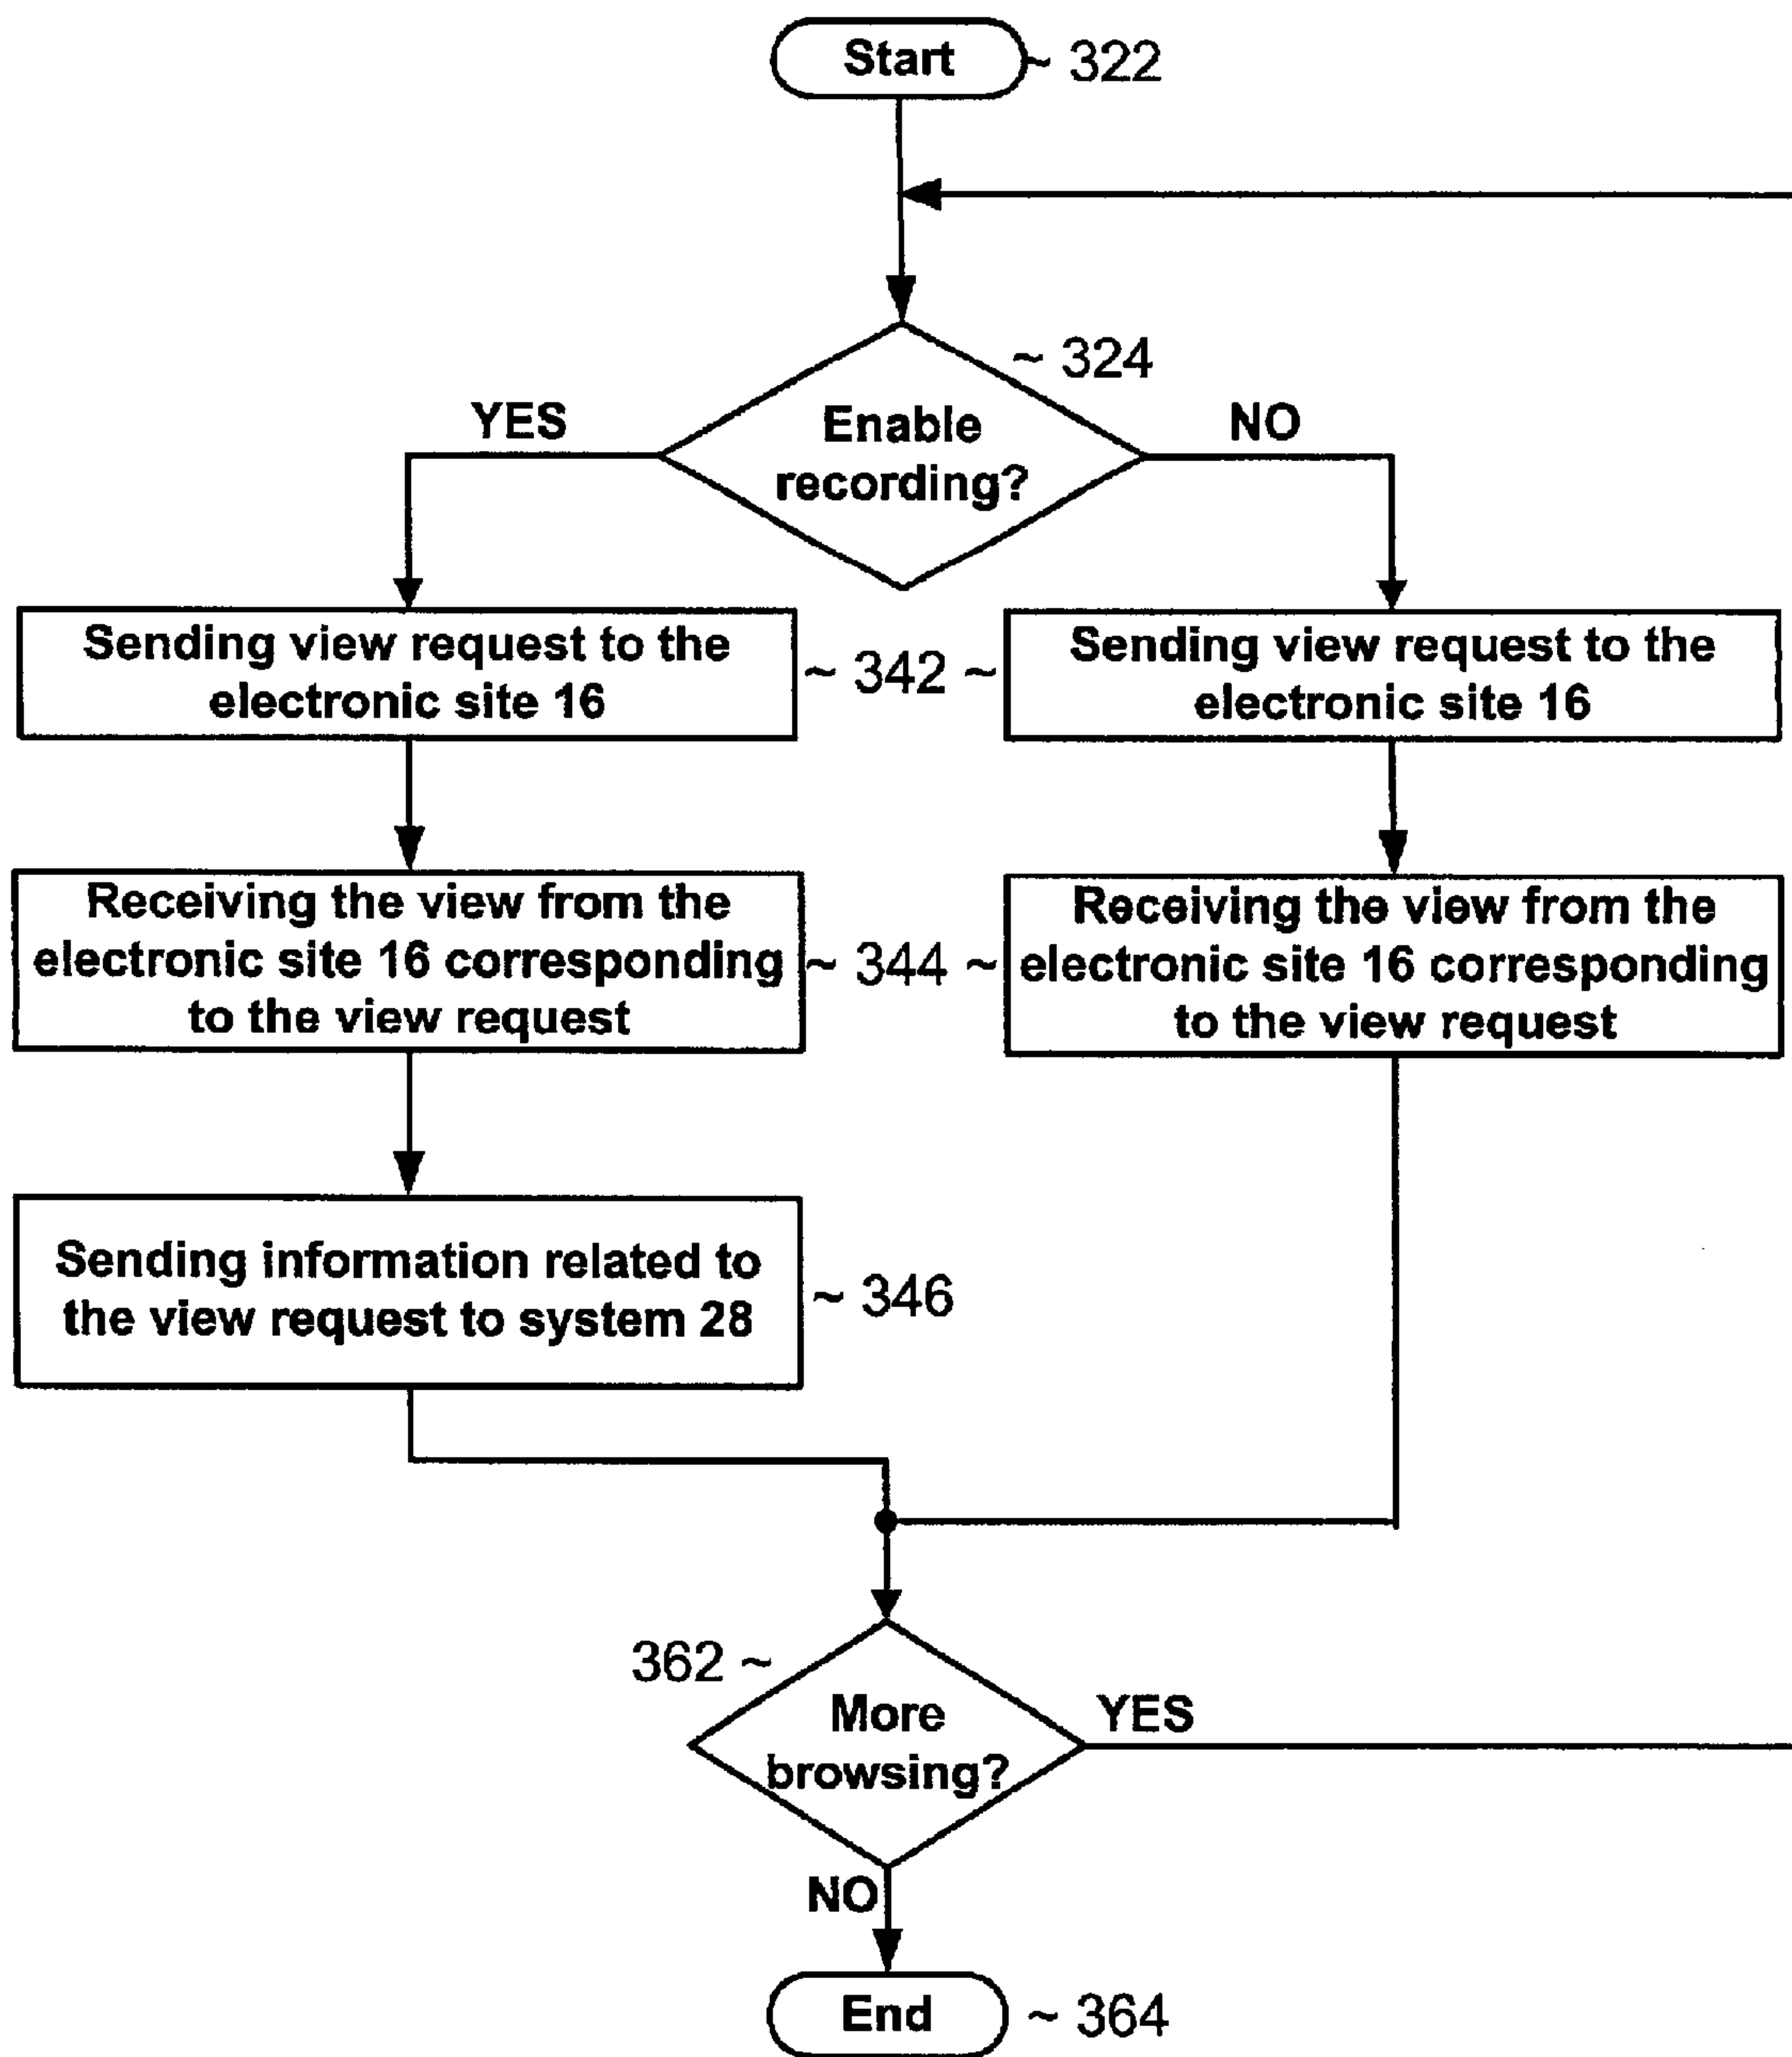 Start ~ 322
~ 324
YES
Enable
recording?
NO
Sending view request to the
electronic site 16
~ 342 ~
Sending view request to the
electronic site 16
Receiving the view from the
electronic site 16 corresponding
to the view request
~ 344 ~
Receiving the view from the
electronic site 16 corresponding
to the view request
Sending information related to
the view request to system 28
~ 346
362 ~
More
browsing?
YES
NO
End ~ 364